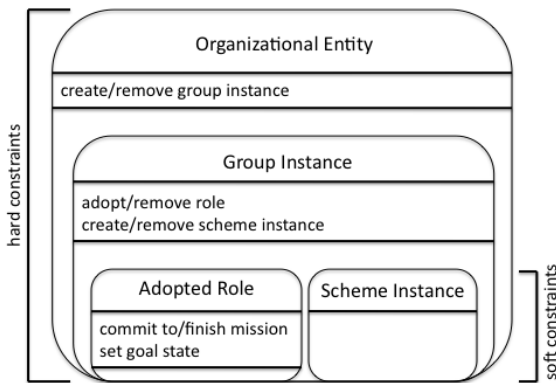 Organizational Entity
create/remove group instance
hard constraints
Group Instance
adopt/remove role
create/remove scheme instance
Adopted Role
commit to/finish mission
set goal state
Scheme Instance
soft constraints